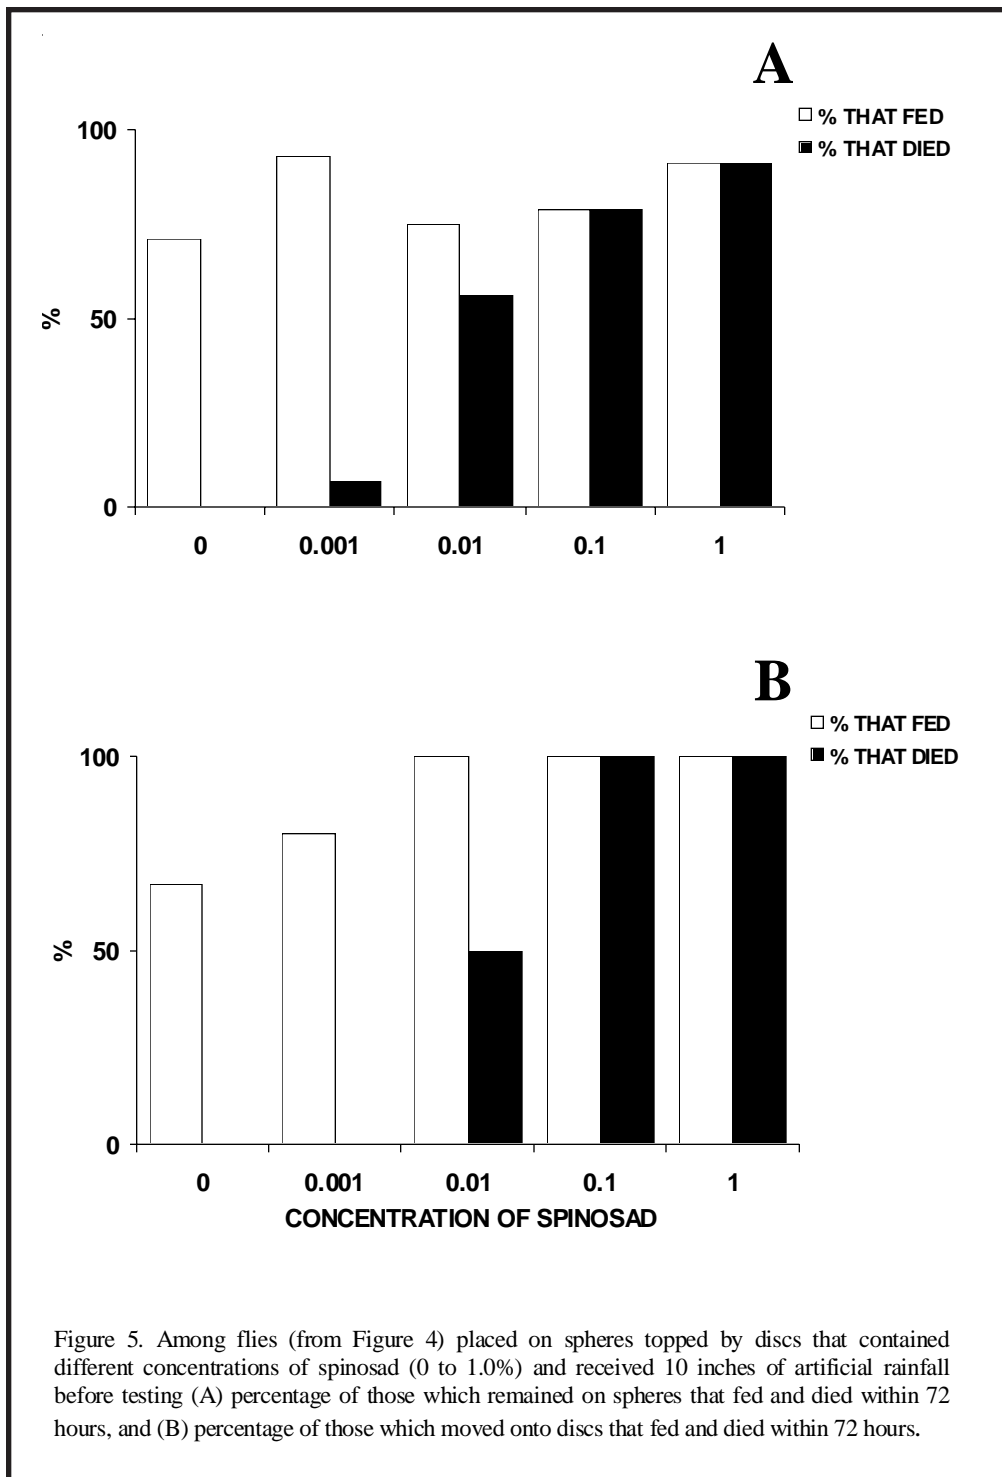 A
% THAT FED
% THAT DIED
100
50
0
%
0 0.001 0.01 0.1 1
B
% THAT FED
% THAT DIED
100
50
0
%
0 0.001 0.01 0.1 1
CONCENTRATION OF SPINOSAD
Figure 5. Among flies (from Figure 4) placed on spheres topped by discs that contained
different concentrations of spinosad (0 to 1.0%) and received 10 inches of artificial rainfall
before testing (A) percentage of those which remained on spheres that fed and died within 72
hours, and (B) percentage of those which moved onto discs that fed and died within 72 hours.